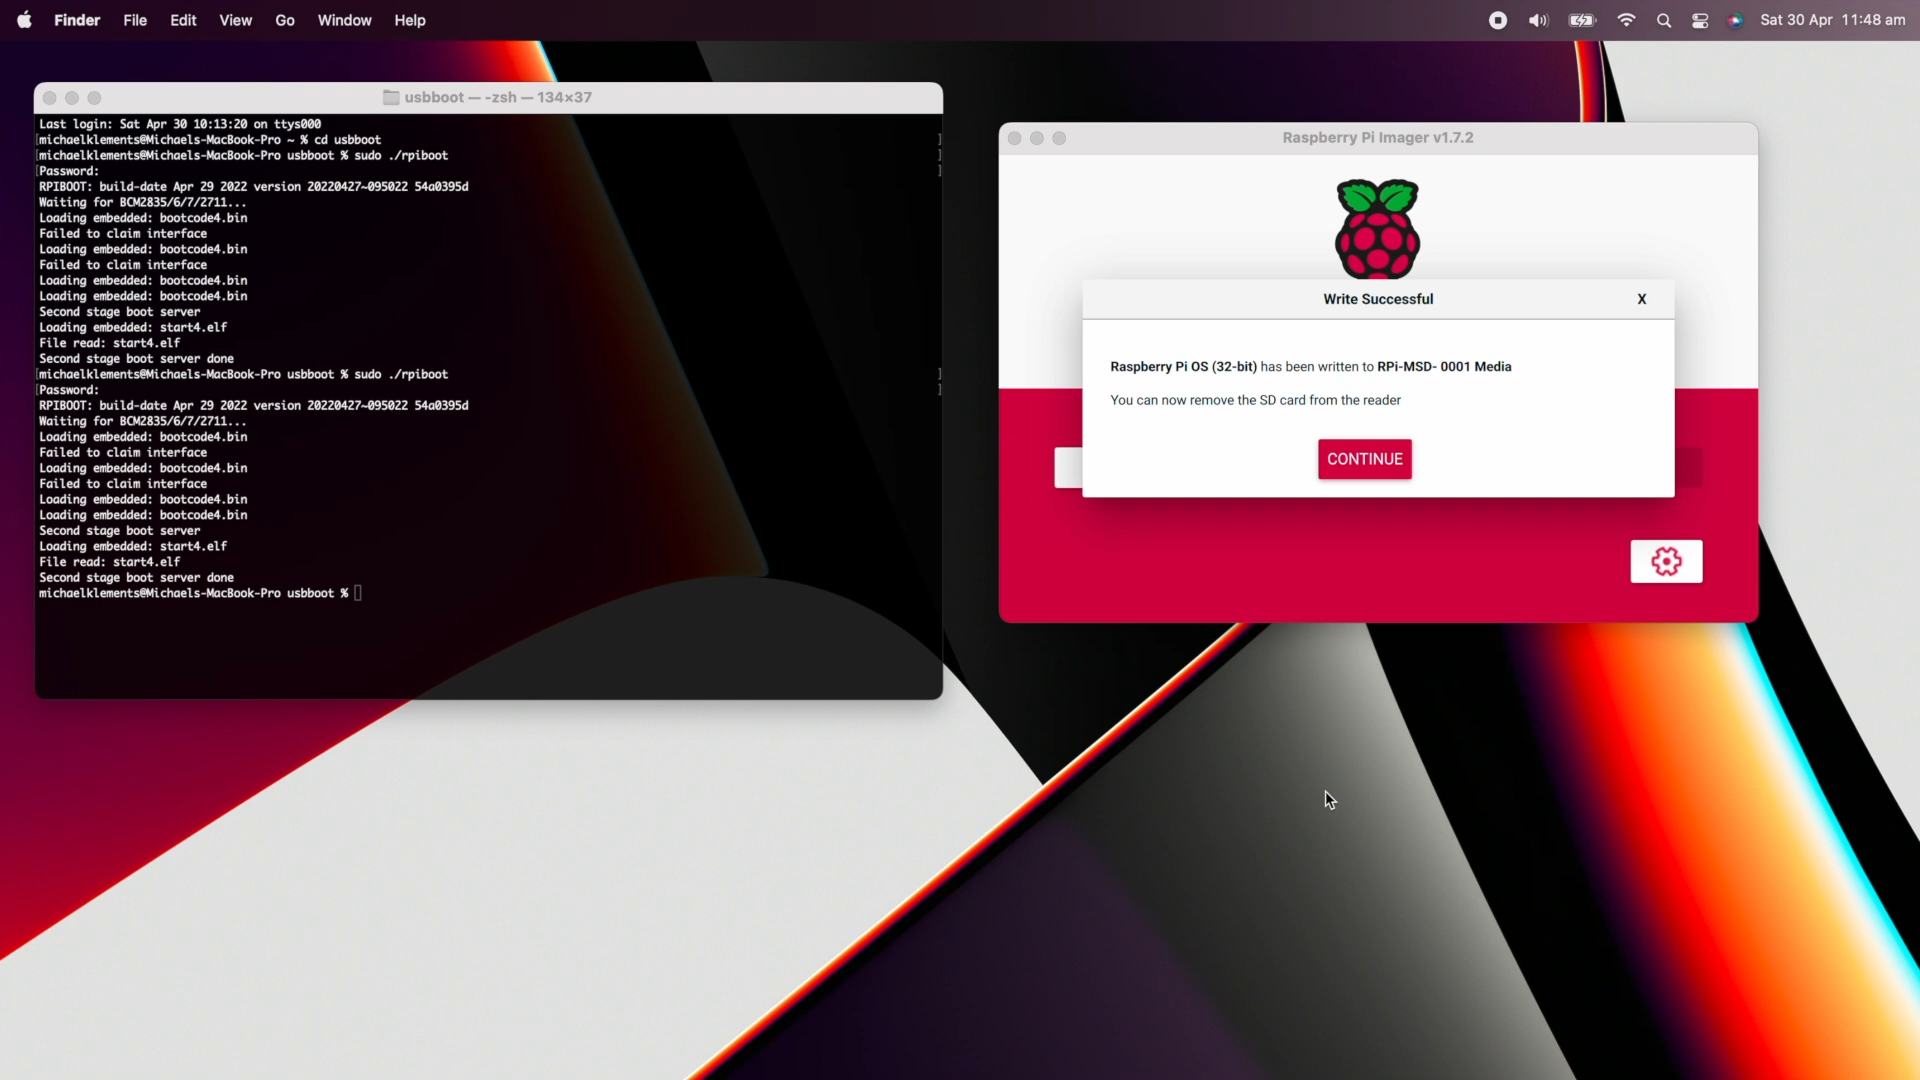 Finder File Edit View Go Window Help
Sat 30 Apr 11:48 am
usbboot — -zsh — 134×37
Last login: Sat Apr 30 10:13:20 on ttys000
[michaelklements@Michaels-MacBook-Pro ~ % cd usbboot ]
[michaelklements@Michaels-MacBook-Pro usbboot % sudo ./rpiboot ]
[Password: ]
RPIBOOT: build-date Apr 29 2022 version 20220427~095022 54a0395d
Waiting for BCM2835/6/7/2711...
Loading embedded: bootcode4.bin
Failed to claim interface
Loading embedded: bootcode4.bin
Failed to claim interface
Loading embedded: bootcode4.bin
Loading embedded: bootcode4.bin
Second stage boot server
Loading embedded: start4.elf
File read: start4.elf
Second stage boot server done
[michaelklements@Michaels-MacBook-Pro usbboot % sudo ./rpiboot ]
[Password: ]
RPIBOOT: build-date Apr 29 2022 version 20220427~095022 54a0395d
Waiting for BCM2835/6/7/2711...
Loading embedded: bootcode4.bin
Failed to claim interface
Loading embedded: bootcode4.bin
Failed to claim interface
Loading embedded: bootcode4.bin
Loading embedded: bootcode4.bin
Second stage boot server
Loading embedded: start4.elf
File read: start4.elf
Second stage boot server done
michaelklements@Michaels-MacBook-Pro usbboot %
Raspberry Pi Imager v1.7.2
Write Successful X
Raspberry Pi OS (32-bit) has been written to RPi-MSD- 0001 Media
You can now remove the SD card from the reader
CONTINUE